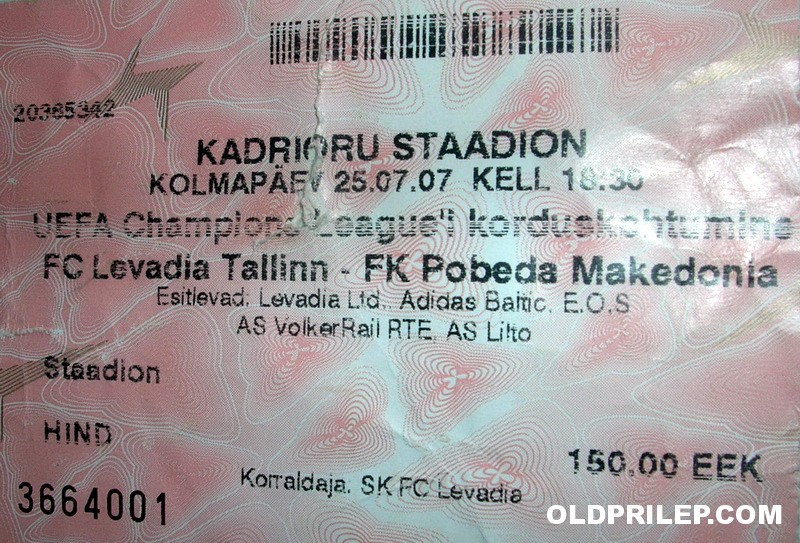 20365342
KADRIORU STAADION
KOLMAPÄEV 25.07.07 KELL 18:30
UEFA Champions League'i korduskohtumine
FC Levadia Tallinn - FK Pobeda Makedonia
Esitlevad: Levadia Ltd., Adidas Baltic, E.O.S
AS VolkerRail RTE, AS Liito
Staadion
HIND
150.00 EEK
Korraldaja: SK FC Levadia
3664001
OLDPRILEP.COM